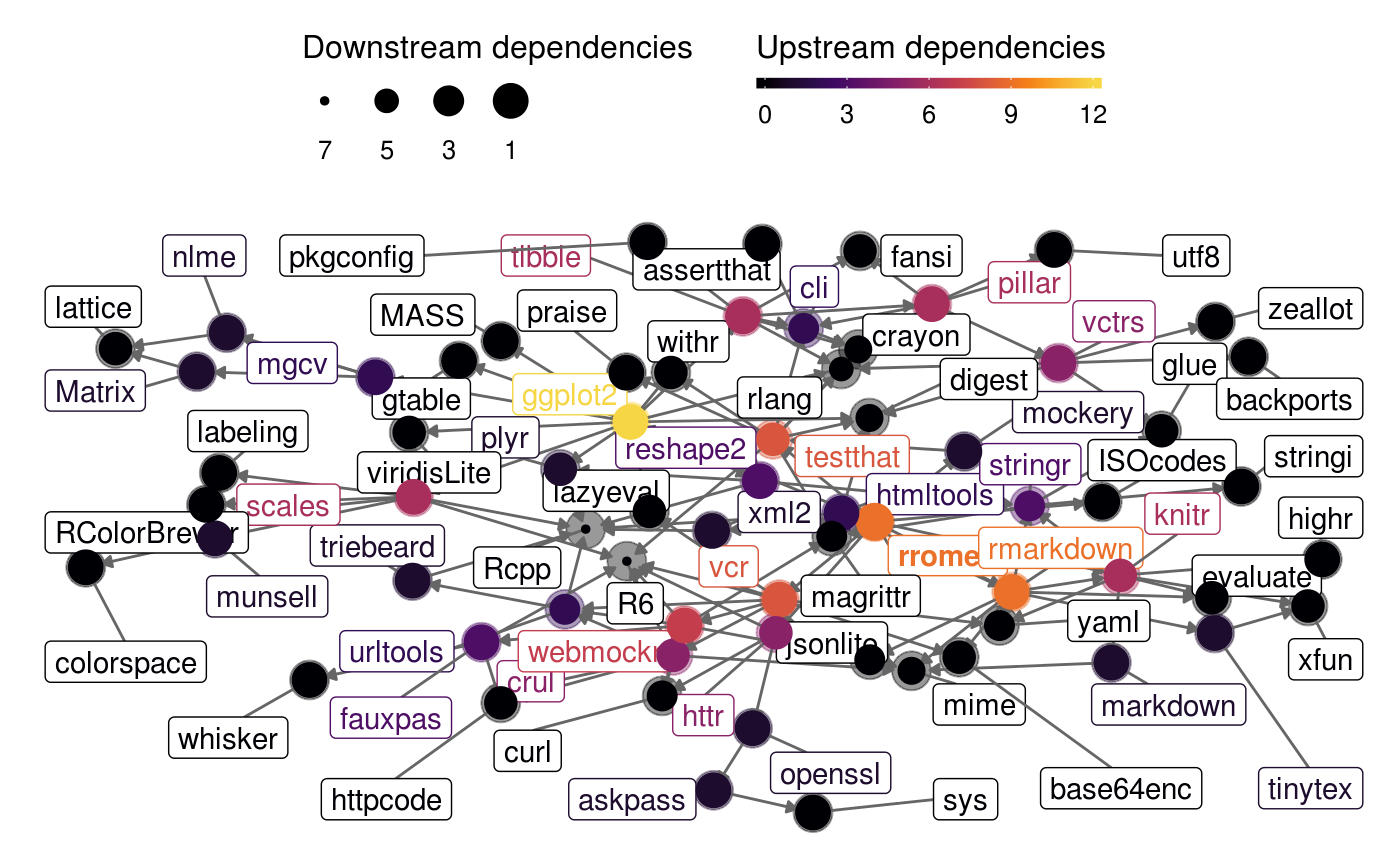 Downstream dependencies
Upstream dependencies
7 5 3 1
0 3 6 9 12
nlme
pkgconfig
tibble
assertthat
fansi
pillar
utf8
cli
lattice
MASS
praise
withr
crayon
vctrs
zeallot
mgcv
Matrix
gtable
ggplot2
rlang
digest
glue
backports
mockery
labeling
plyr
reshape2
testthat
stringr
ISOcodes
stringi
viridisLite
lazyeval
htmltools
scales
xml2
knitr
highr
RColorBrewer
triebeard
Rcpp
vcr
rrome
rmarkdown
evaluate
munsell
R6
magrittr
yaml
colorspace
urltools
webmockr
jsonlite
xfun
crul
fauxpas
httr
mime
markdown
whisker
curl
httpcode
askpass
openssl
sys
base64enc
tinytex